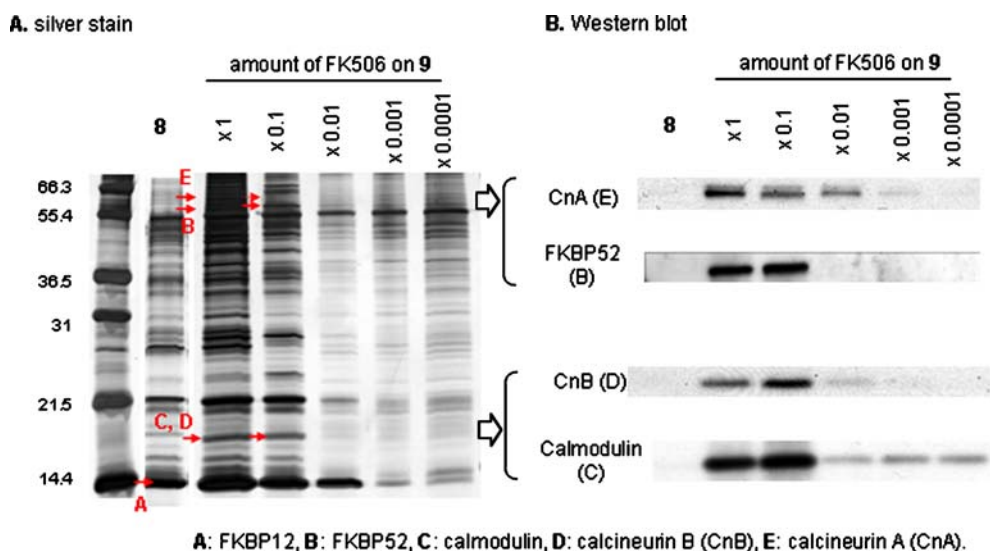 A. silver stain
amount of FK506 on 9
8
x 1
x 0.1
x 0.01
x 0.001
x 0.0001
66.3
55.4
36.5
31
21.5
14.4
E
B
C, D
A
B. Western blot
amount of FK506 on 9
8
x 1
x 0.1
x 0.01
x 0.001
x 0.0001
CnA (E)
FKBP52
(B)
CnB (D)
Calmodulin
(C)
A: FKBP12, B: FKBP52, C: calmodulin, D: calcineurin B (CnB), E: calcineurin A (CnA).